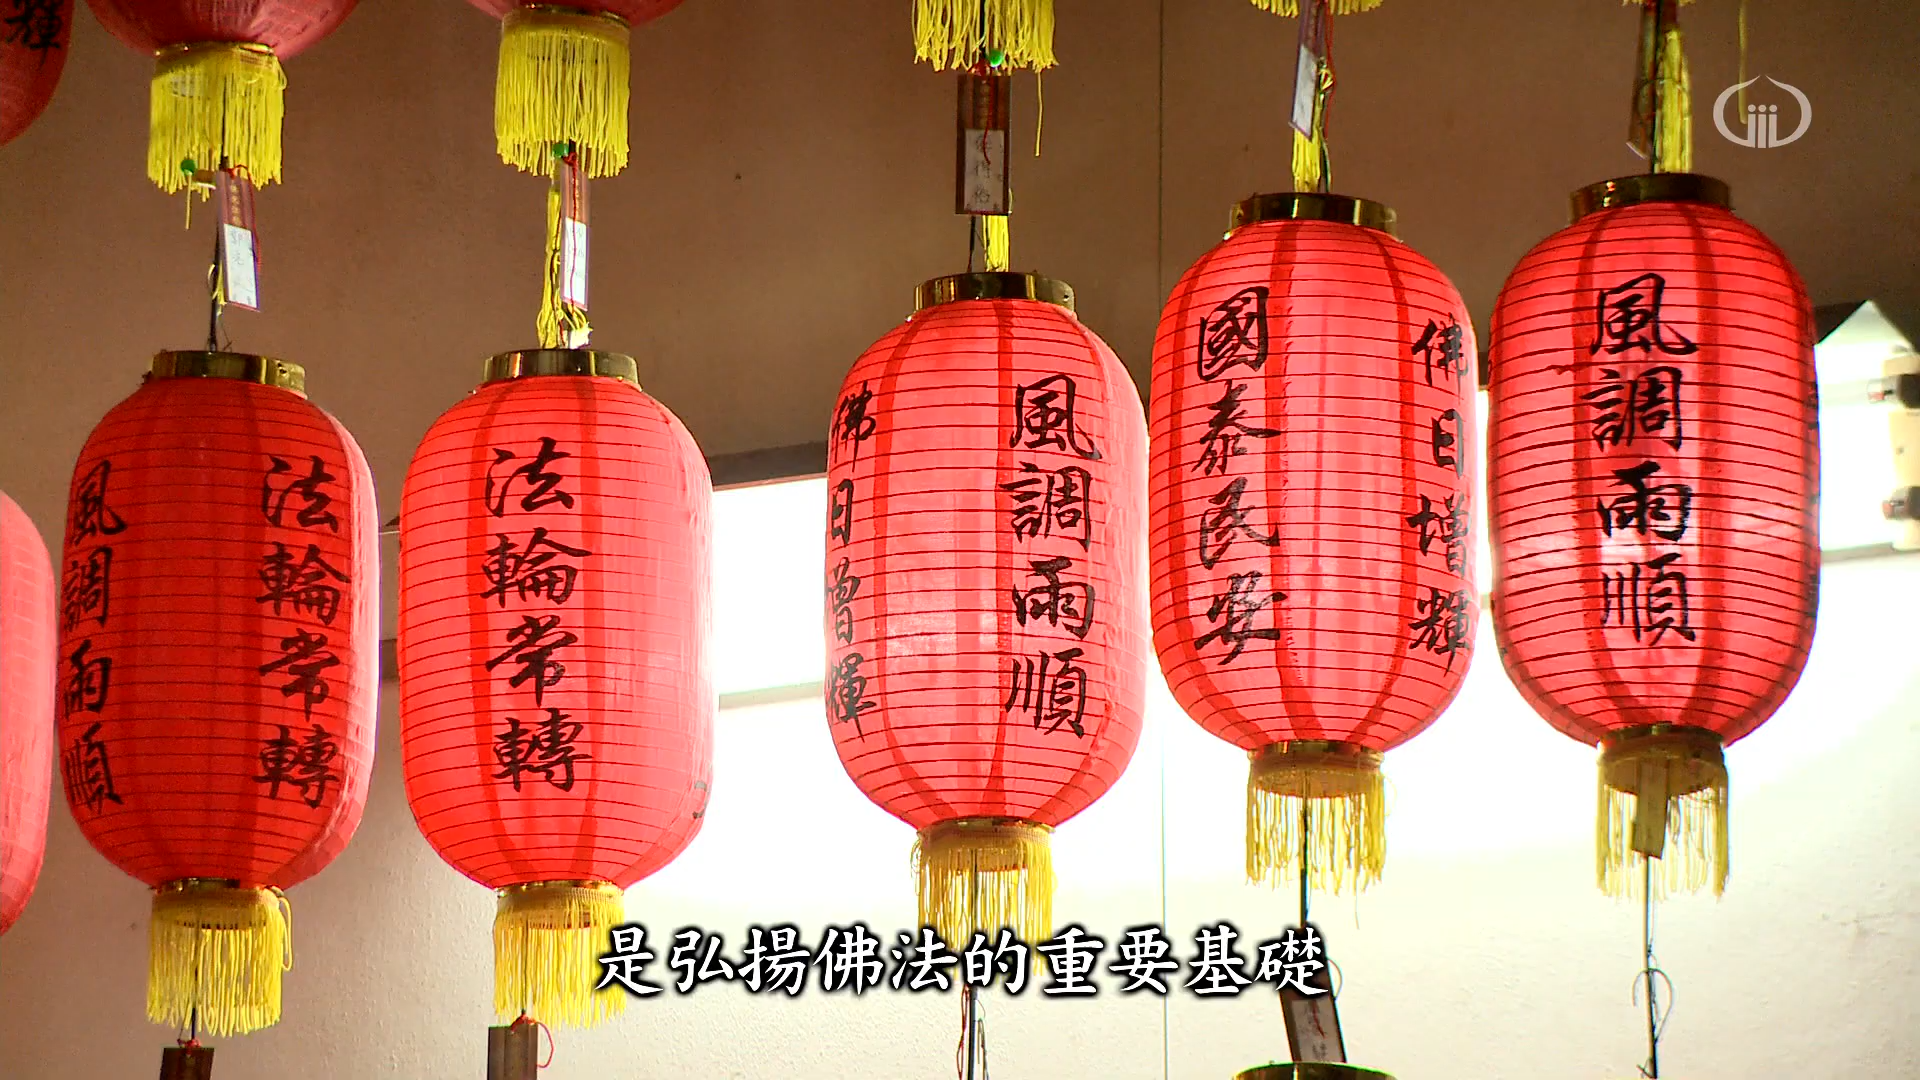 輝
風調雨順
法輪常轉
法輪常轉
佛日增輝
風調雨順
國泰民安
佛日增輝
風調雨順
是弘揚佛法的重要基礎